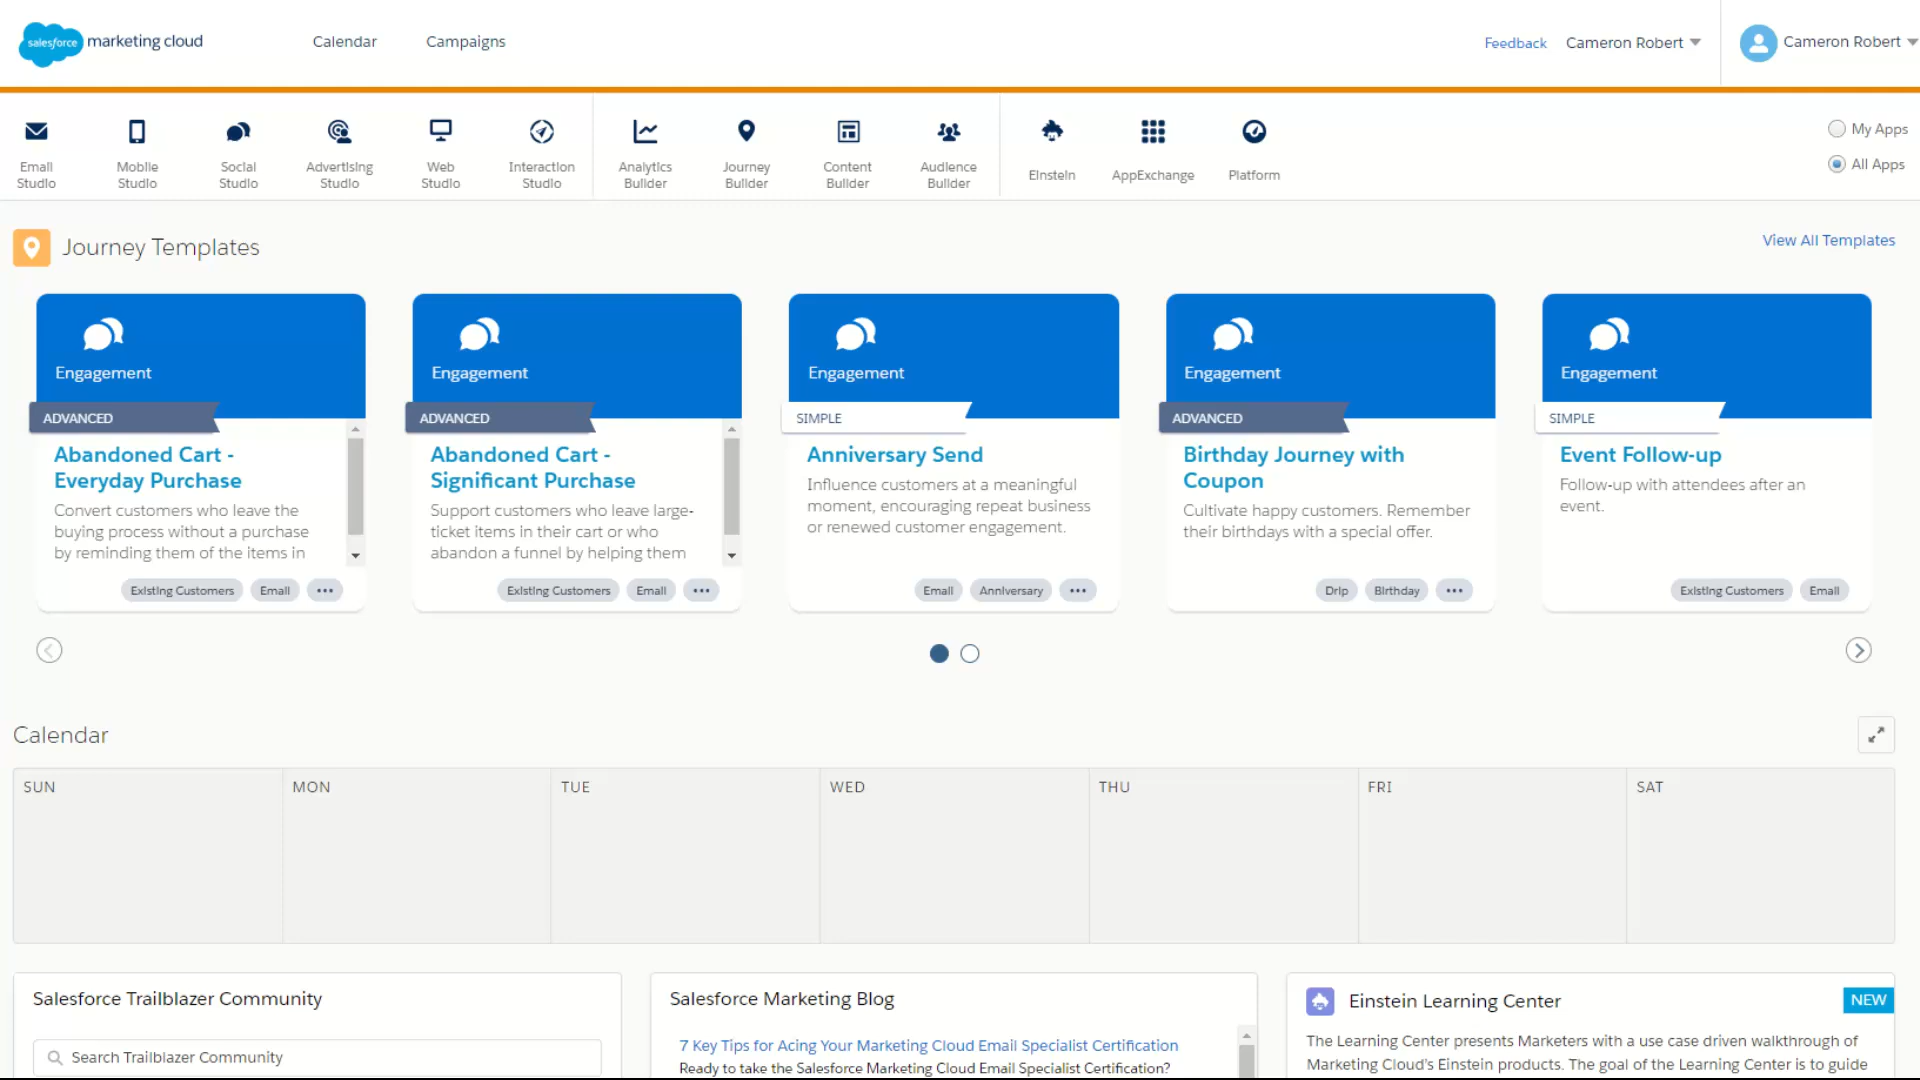 salesforce marketing cloud
Calendar Campaigns
Feedback Cameron Robert Cameron Robert
Email Studio
Mobile Studio
Social Studio
Advertising Studio
Web Studio
Interaction Studio
Analytics Builder
Journey Builder
Content Builder
Audience Builder
Einstein
AppExchange
Platform
My Apps
All Apps
Journey Templates
View All Templates
Engagement
ADVANCED
Abandoned Cart -
Everyday Purchase
Convert customers who leave the
buying process without a purchase
by reminding them of the items in
Existing Customers Email •••
Engagement
ADVANCED
Abandoned Cart -
Significant Purchase
Support customers who leave large-
ticket items in their cart or who
abandon a funnel by helping them
Existing Customers Email •••
Engagement
SIMPLE
Anniversary Send
Influence customers at a meaningful
moment, encouraging repeat business
or renewed customer engagement.
Email Anniversary •••
Engagement
ADVANCED
Birthday Journey with
Coupon
Cultivate happy customers. Remember
their birthdays with a special offer.
Drip Birthday •••
Engagement
SIMPLE
Event Follow-up
Follow-up with attendees after an
event.
Existing Customers Email
Calendar
SUN MON TUE WED THU FRI SAT
Salesforce Trailblazer Community
Search Trailblazer Community
Salesforce Marketing Blog
7 Key Tips for Acing Your Marketing Cloud Email Specialist Certification
Ready to take the Salesforce Marketing Cloud Email Specialist Certification?
Einstein Learning Center
NEW
The Learning Center presents Marketers with a use case driven walkthrough of
Marketing Cloud's Einstein products. The goal of the Learning Center is to guide